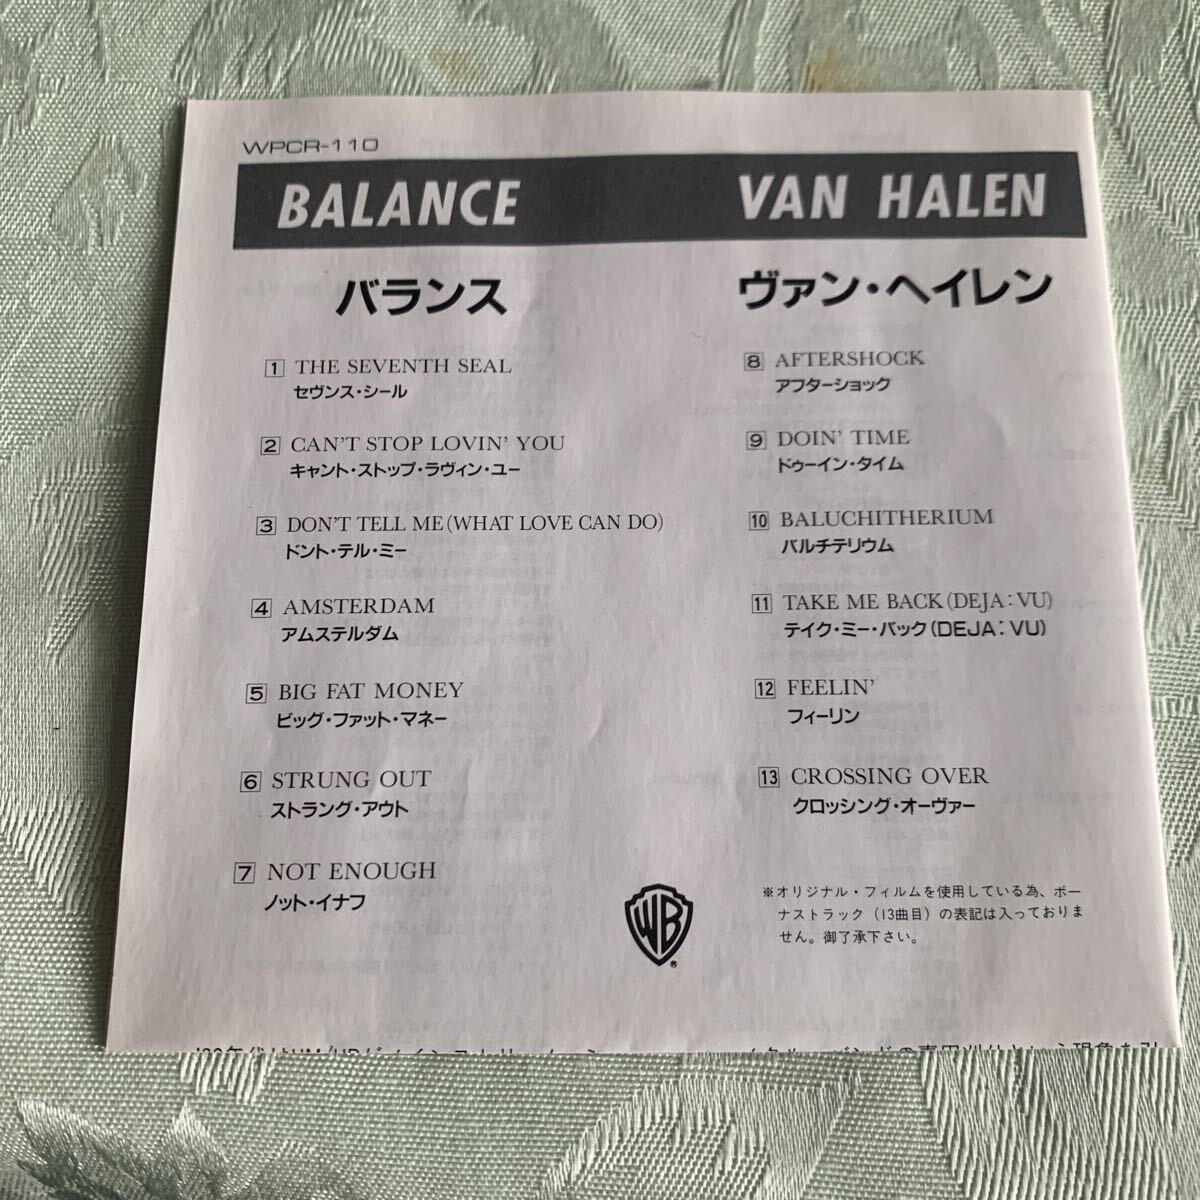 WPCR-110
BALANCE
VAN HALEN
バランス
ヴァン・ヘイレン
1 THE SEVENTH SEAL
セヴンス・シール
2 CAN'T STOP LOVIN' YOU
キャント・ストップ・ラヴィン・ユー
3 DON'T TELL ME (WHAT LOVE CAN DO)
ドント・テル・ミー
4 AMSTERDAM
アムステルダム
5 BIG FAT MONEY
ビッグ・ファット・マネー
6 STRUNG OUT
ストラング・アウト
7 NOT ENOUGH
ノット・イナフ
8 AFTERSHOCK
アフターショック
9 DOIN' TIME
ドゥーイン・タイム
10 BALUCHITHERIUM
バルチテリウム
11 TAKE ME BACK (DEJA:VU)
テイク・ミー・バック (DEJA:VU)
12 FEELIN'
フィーリン
13 CROSSING OVER
クロッシング・オーヴァー
WB
®
※オリジナル・フィルムを使用している為、ボー
ナストラック（13曲目）の表記は入っておりま
せん。御了承下さい。